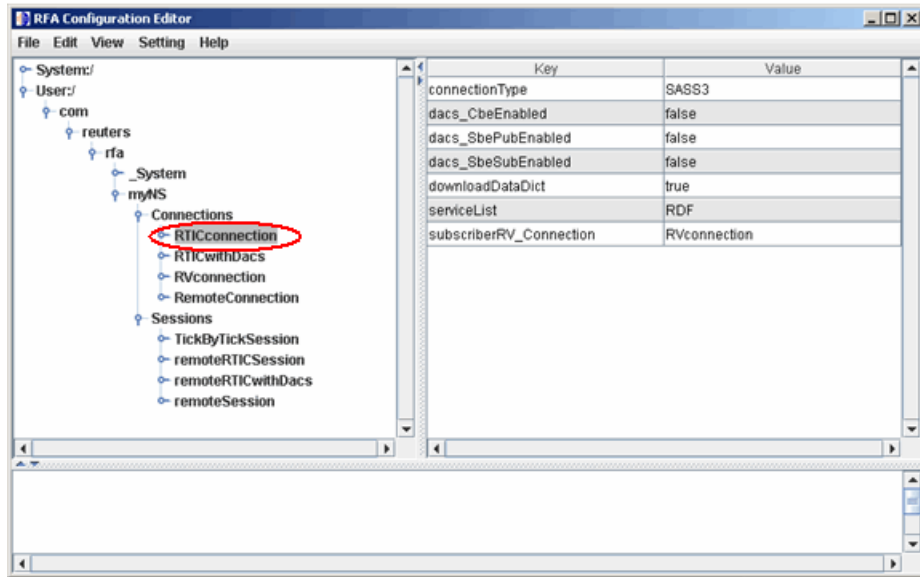 RFA Configuration Editor
File Edit View Setting Help
System:/
User:/
com
reuters
rfa
_System
myNS
Connections
RTICconnection
RTICwithDacs
RVconnection
RemoteConnection
Sessions
TickByTickSession
remoteRTICSession
remoteRTICwithDacs
remoteSession
Key Value
connectionType SASS3
dacs_CbeEnabled false
dacs_SbePubEnabled false
dacs_SbeSubEnabled false
downloadDataDict true
serviceList RDF
subscriberRV_Connection RVconnection